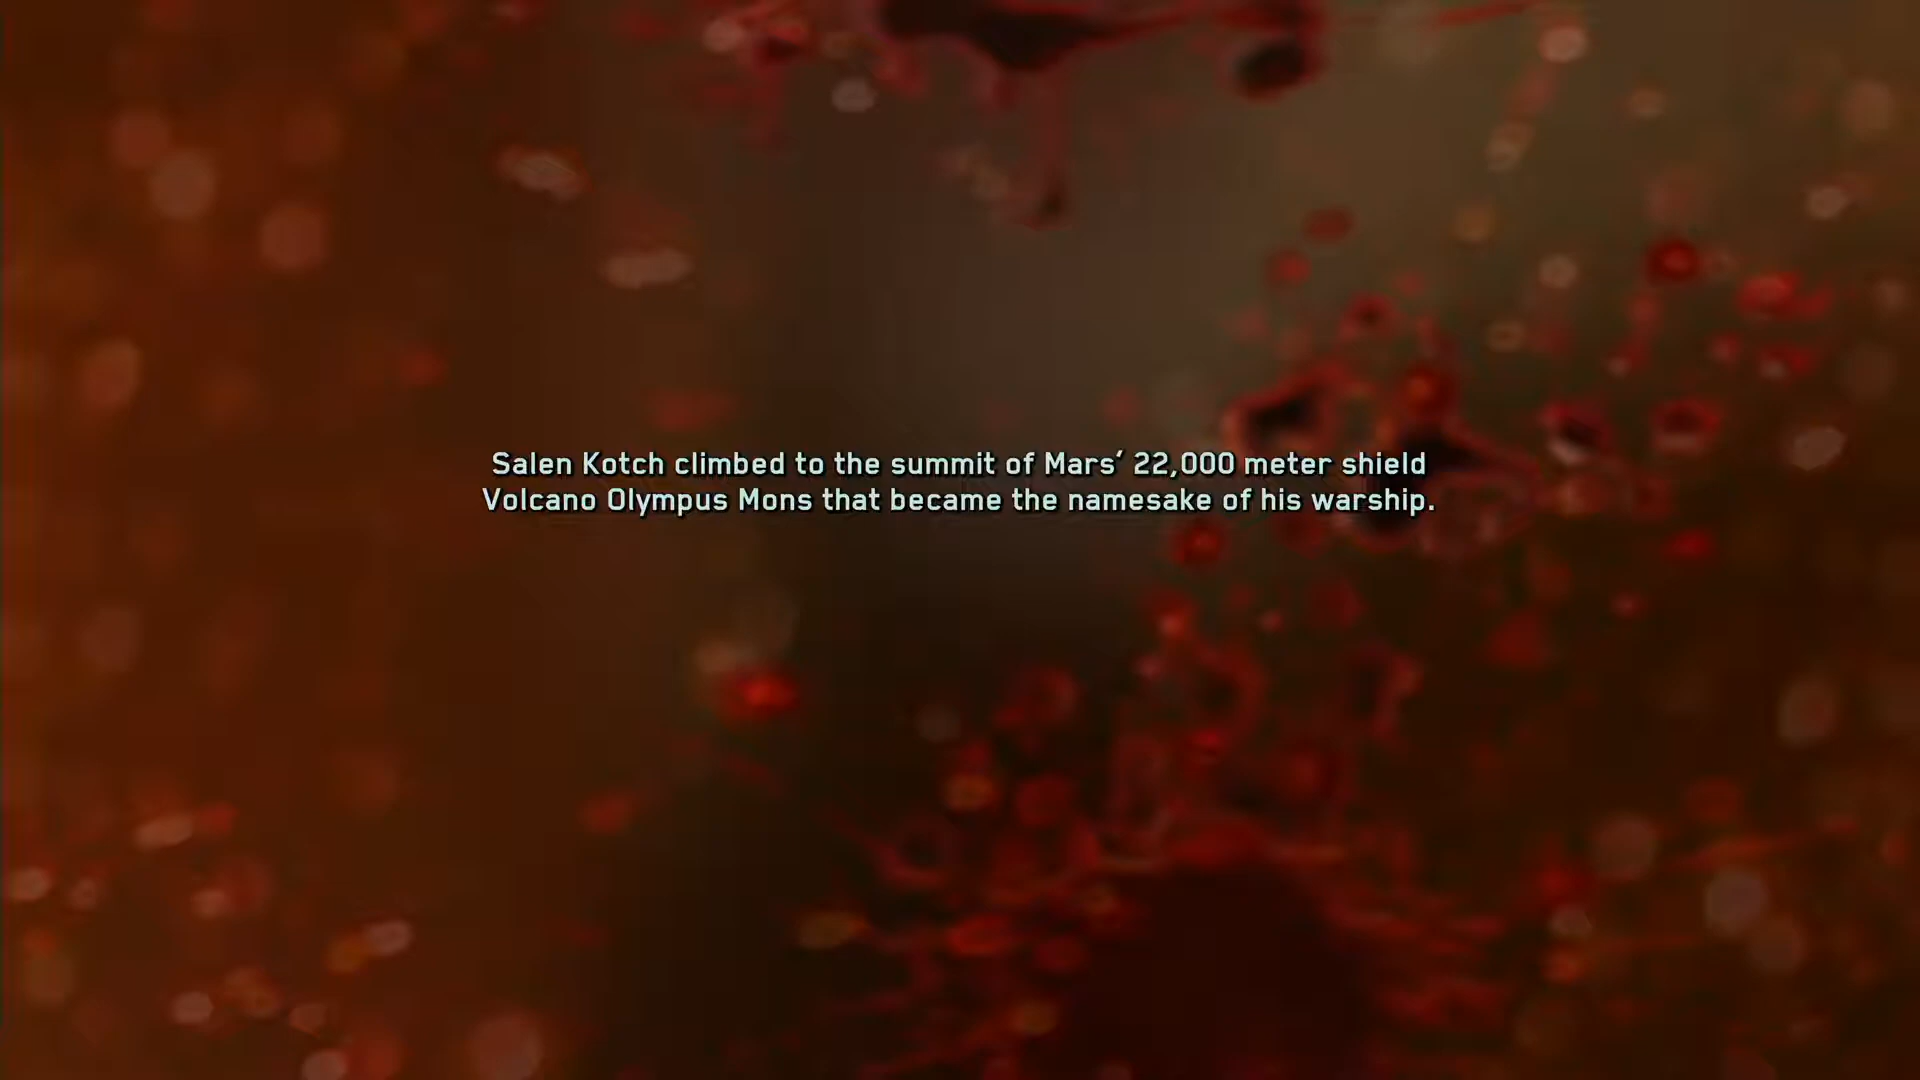 Salen Kotch climbed to the summit of Mars’ 22,000 meter shield
Volcano Olympus Mons that became the namesake of his warship.